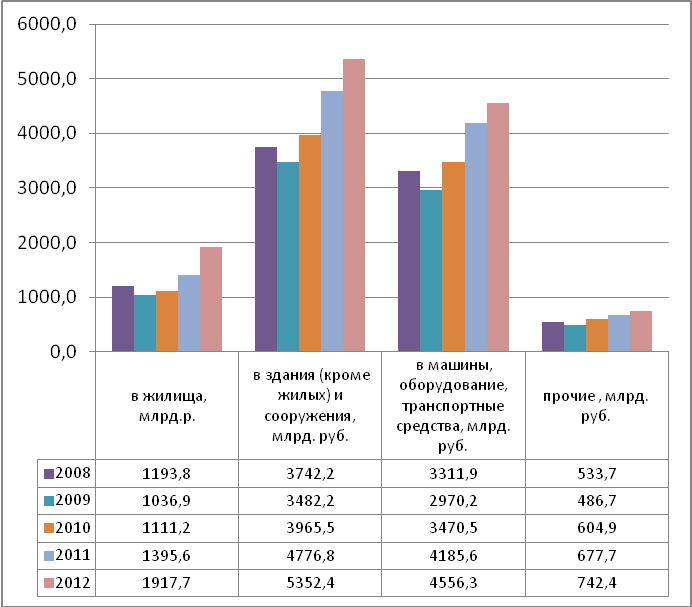 6000,0
5000,0
4000,0
3000,0
2000,0
1000,0
0,0
в жилища,
млрд.р.
в здания (кроме
жилых) и
сооружения,
млрд. руб.
в машины,
оборудование,
транспортные
средства, млрд.
руб.
прочие , млрд.
руб.
2008 1193,8 3742,2 3311,9 533,7
2009 1036,9 3482,2 2970,2 486,7
2010 1111,2 3965,5 3470,5 604,9
2011 1395,6 4776,8 4185,6 677,7
2012 1917,7 5352,4 4556,3 742,4